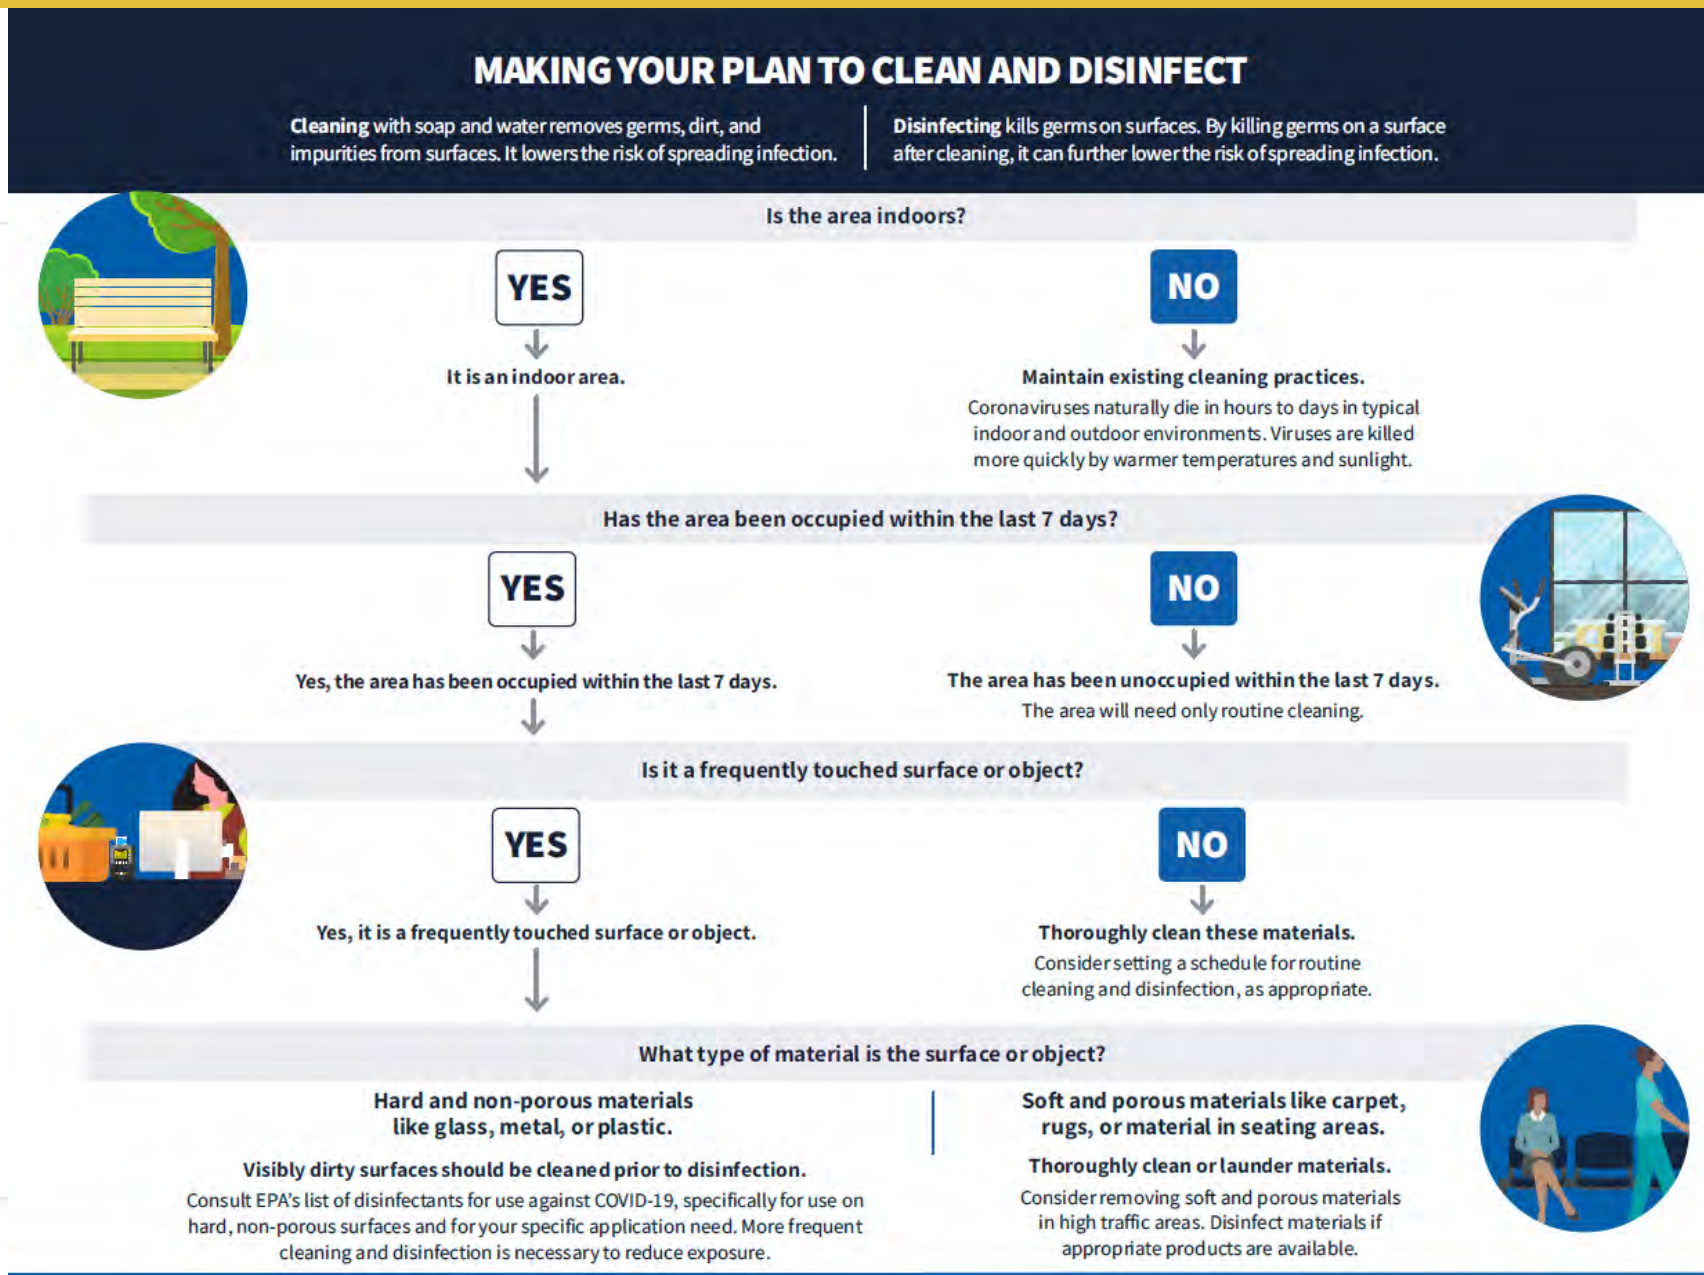 MAKING YOUR PLAN TO CLEAN AND DISINFECT
Cleaning with soap and water removes germs, dirt, and
impurities from surfaces. It lowers the risk of spreading infection.
Disinfecting kills germs on surfaces. By killing germs on a surface
after cleaning, it can further lower the risk of spreading infection.
Is the area indoors?
YES
It is an indoor area.
NO
Maintain existing cleaning practices.
Coronaviruses naturally die in hours to days in typical
indoor and outdoor environments. Viruses are killed
more quickly by warmer temperatures and sunlight.
Has the area been occupied within the last 7 days?
YES
Yes, the area has been occupied within the last 7 days.
NO
The area has been unoccupied within the last 7 days.
The area will need only routine cleaning.
Is it a frequently touched surface or object?
YES
Yes, it is a frequently touched surface or object.
NO
Thoroughly clean these materials.
Consider setting a schedule for routine
cleaning and disinfection, as appropriate.
What type of material is the surface or object?
Hard and non-porous materials
like glass, metal, or plastic.
Visibly dirty surfaces should be cleaned prior to disinfection.
Consult EPA's list of disinfectants for use against COVID-19, specifically for use on
hard, non-porous surfaces and for your specific application need. More frequent
cleaning and disinfection is necessary to reduce exposure.
Soft and porous materials like carpet,
rugs, or material in seating areas.
Thoroughly clean or launder materials.
Consider removing soft and porous materials
in high traffic areas. Disinfect materials if
appropriate products are available.